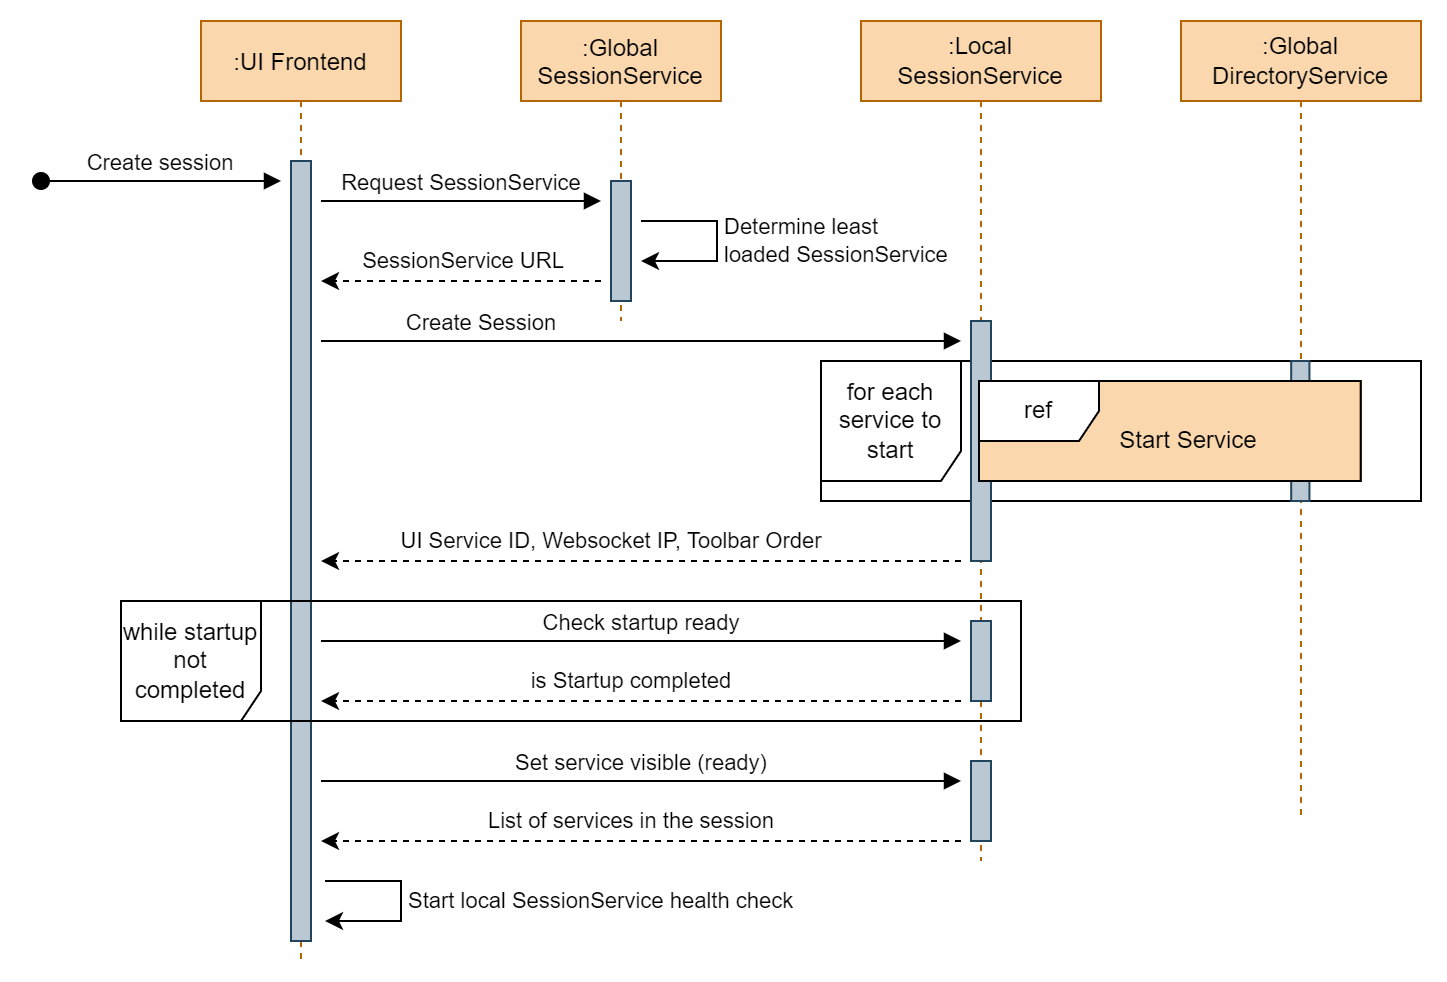 :UI Frontend
:Global
SessionService
:Local
SessionService
:Global
DirectoryService
Create session
Request SessionService
Determine least
loaded SessionService
SessionService URL
Create Session
for each
service to
start
ref
Start Service
UI Service ID, Websocket IP, Toolbar Order
while startup
not
completed
Check startup ready
is Startup completed
Set service visible (ready)
List of services in the session
Start local SessionService health check